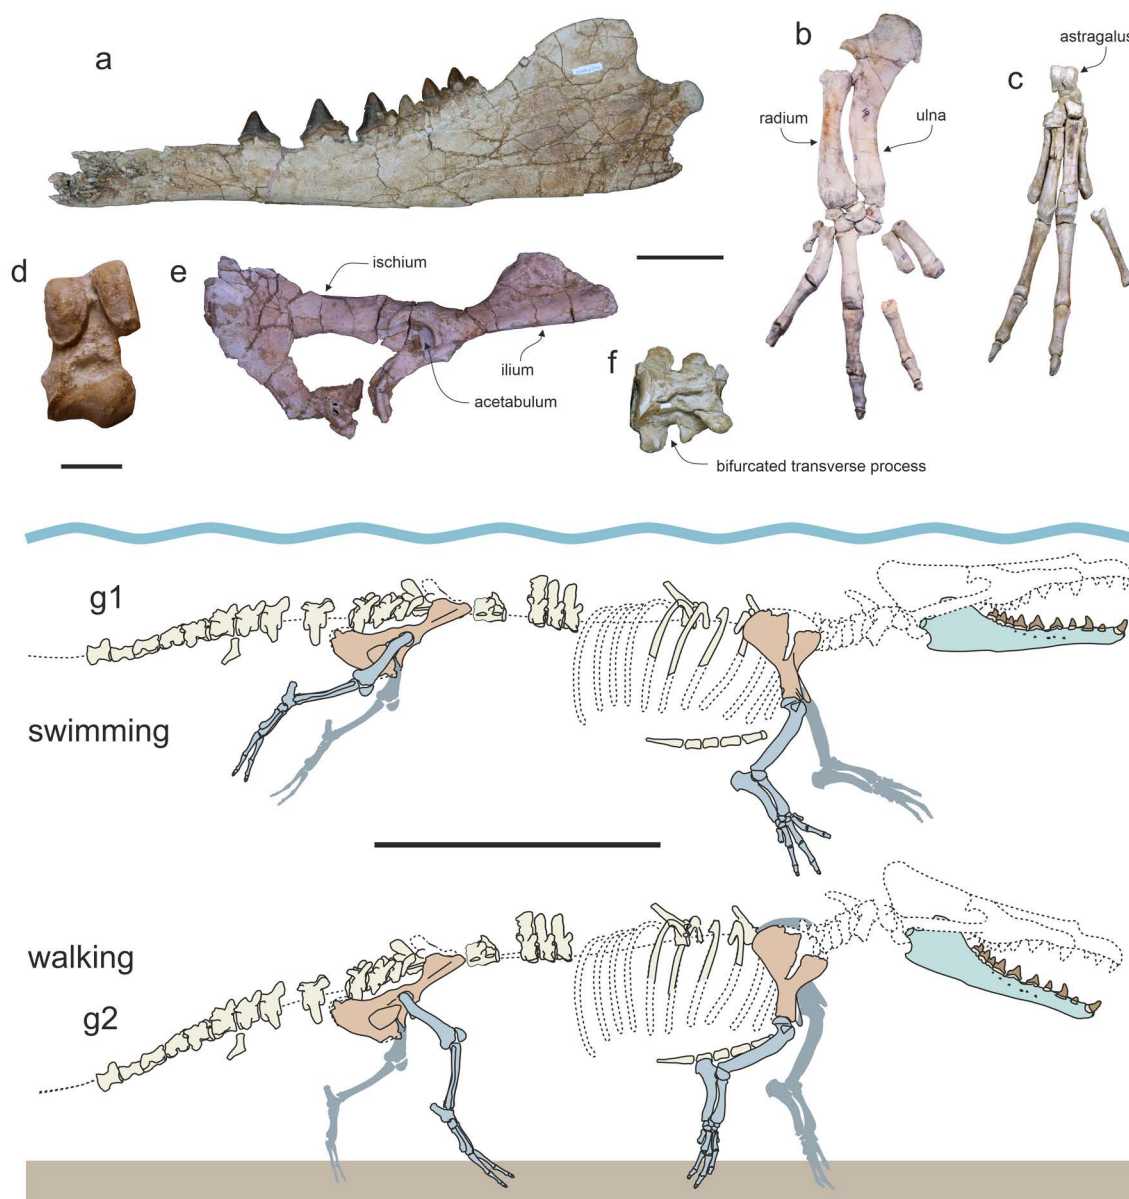 a
b
astragalus
c
radium
ulna
d
e
ischium
ilium
acetabulum
f
bifurcated transverse process
g1
swimming
walking
g2